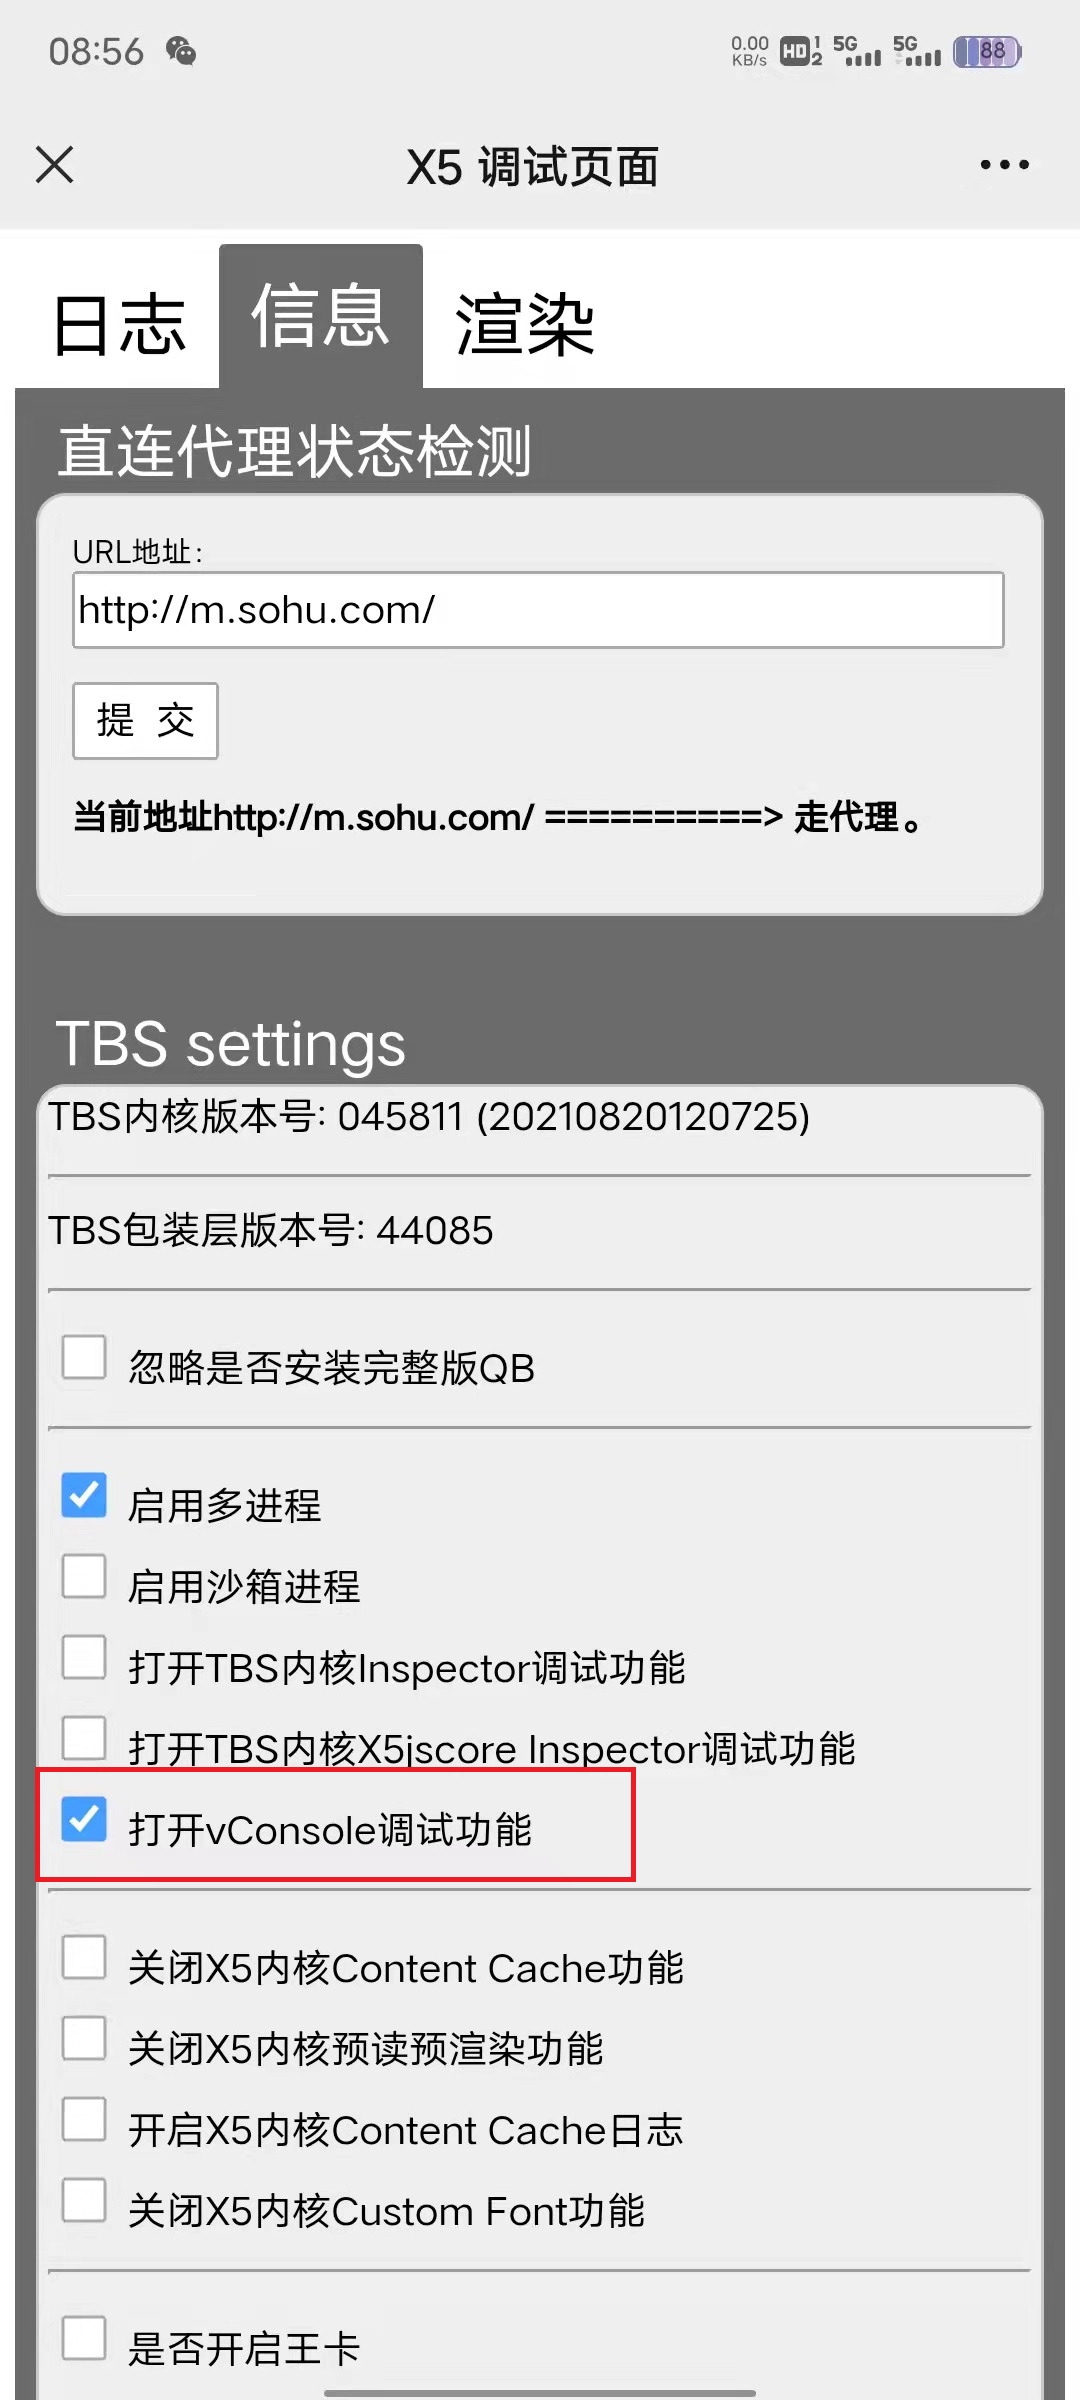 08:56
0.00 KB/s HD 1 2 5G 5G 88
X5 调试页面
日志 信息 渲染
直连代理状态检测
URL地址:
http://m.sohu.com/
提 交
当前地址http://m.sohu.com/ ==========> 走代理。
TBS settings
TBS内核版本号: 045811 (20210820120725)
TBS包装层版本号: 44085
忽略是否安装完整版QB
启用多进程
启用沙箱进程
打开TBS内核Inspector调试功能
打开TBS内核X5jscore Inspector调试功能
打开vConsole调试功能
关闭X5内核Content Cache功能
关闭X5内核预读预渲染功能
开启X5内核Content Cache日志
关闭X5内核Custom Font功能
是否开启王卡